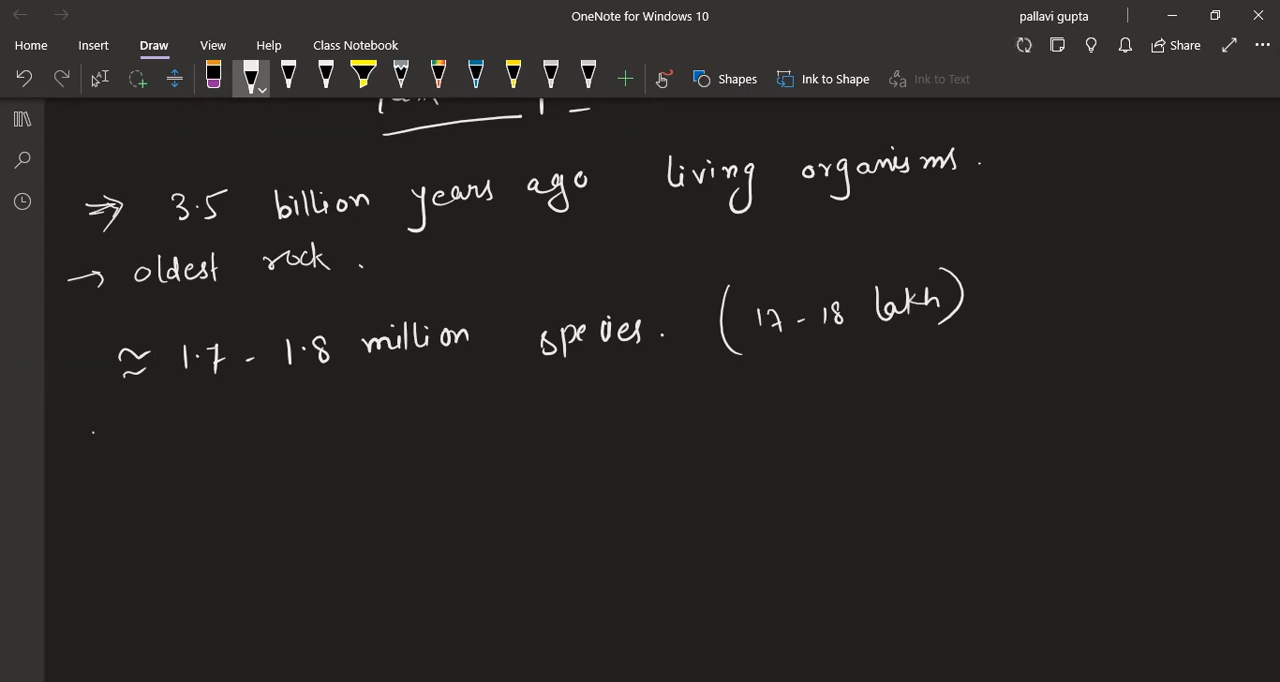 OneNote for Windows 10
pallavi gupta
Home Insert Draw View Help Class Notebook
Share
Shapes Ink to Shape Ink to Text
⇒ 3.5 billion years ago living organisms.
→ oldest rock.
≈ 1.7 - 1.8 million species. (17-18 lakh)